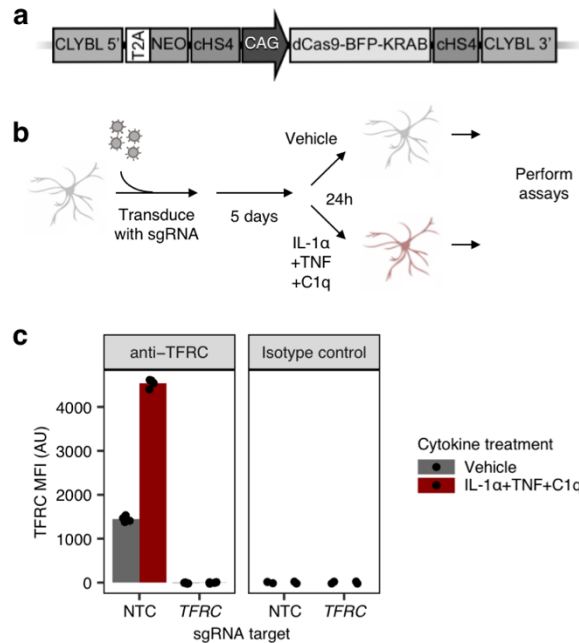 a
CLYBL 5' T2A NEO cHS4 CAG dCas9-BFP-KRAB cHS4 CLYBL 3'
b
Vehicle
Transduce
with sgRNA
5 days
24h
IL-1α
+TNF
+C1q
Perform
assays
c
anti−TFRC Isotype control
TFRC MFI (AU)
4000
3000
2000
1000
0
NTC TFRC NTC TFRC
sgRNA target
Cytokine treatment
Vehicle
IL-1α+TNF+C1q